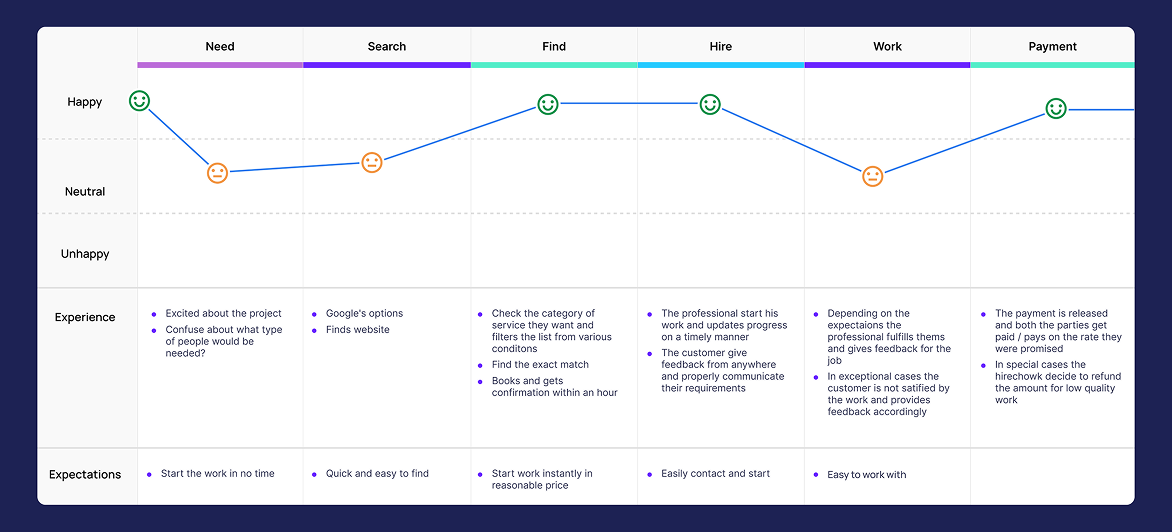 Need
Search
Find
Hire
Work
Payment
Happy
Neutral
Unhappy
Experience
Excited about the project
Confuse about what type
of people would be
needed?
Google's options
Finds website
Check the category of
service they want and
filters the list from various
conditons
Find the exact match
Books and gets
confirmation within an hour
The professional start his
work and updates progress
on a timely manner
The customer give
feedback from anywhere
and properly communicate
their requirements
Depending on the
expectaions the
professional fulfills thems
and gives feedback for the
job
In exceptional cases the
customer is not satified by
the work and provides
feedback accordingly
The payment is released
and both the parties get
paid / pays on the rate they
were promised
In special cases the
hirechowk decide to refund
the amount for low quality
work
Expectations
Start the work in no time
Quick and easy to find
Start work instantly in
reasonable price
Easily contact and start
Easy to work with